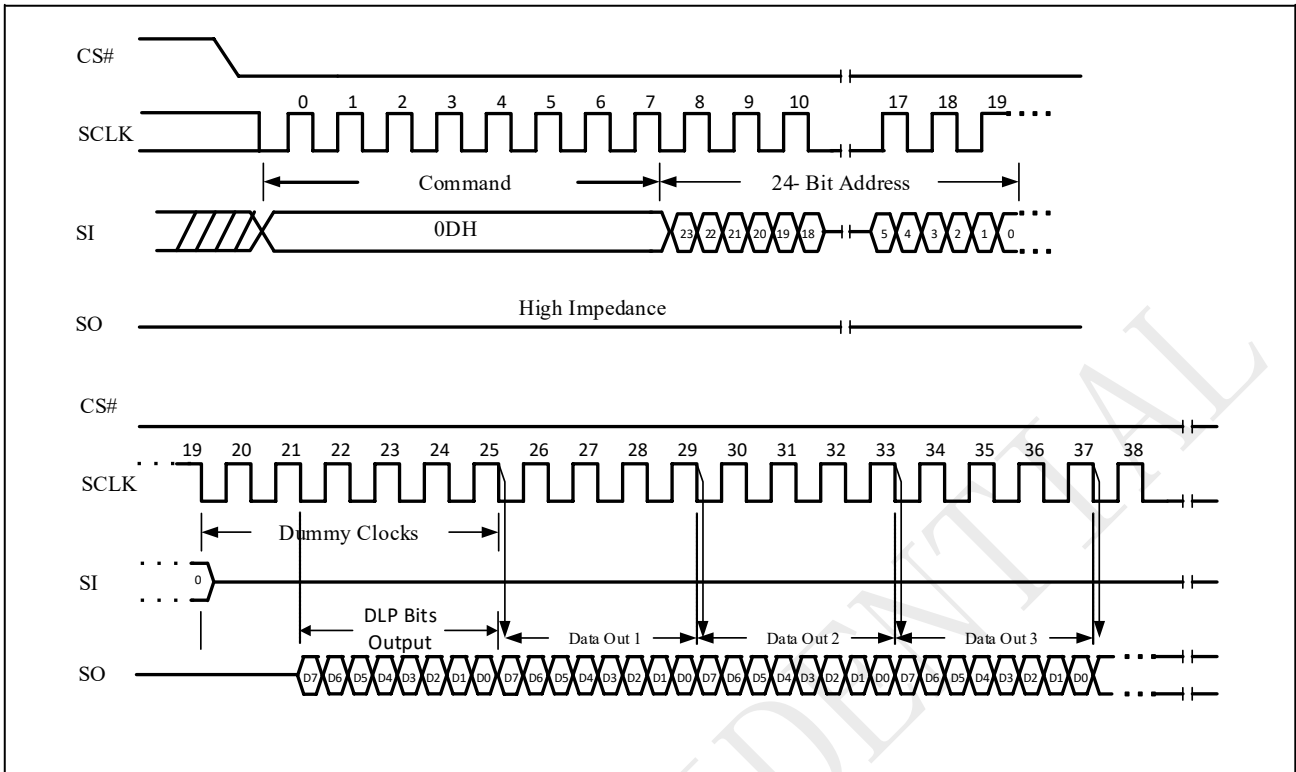 CS#
0 1 2 3 4 5 6 7 8 9 10 17 18 19
SCLK
Command 24- Bit Address
SI 0DH 23 22 21 20 19 18 5 4 3 2 1 0
High Impedance
SO
CS#
19 20 21 22 23 24 25 26 27 28 29 30 31 32 33 34 35 36 37 38
SCLK
Dummy Clocks
SI 0
DLP Bits
Output Data Out 1 Data Out 2 Data Out 3
SO D7 D6 D5 D4 D3 D2 D1 D0 D7 D6 D5 D4 D3 D2 D1 D0 D7 D6 D5 D4 D3 D2 D1 D0 D7 D6 D5 D4 D3 D2 D1 D0